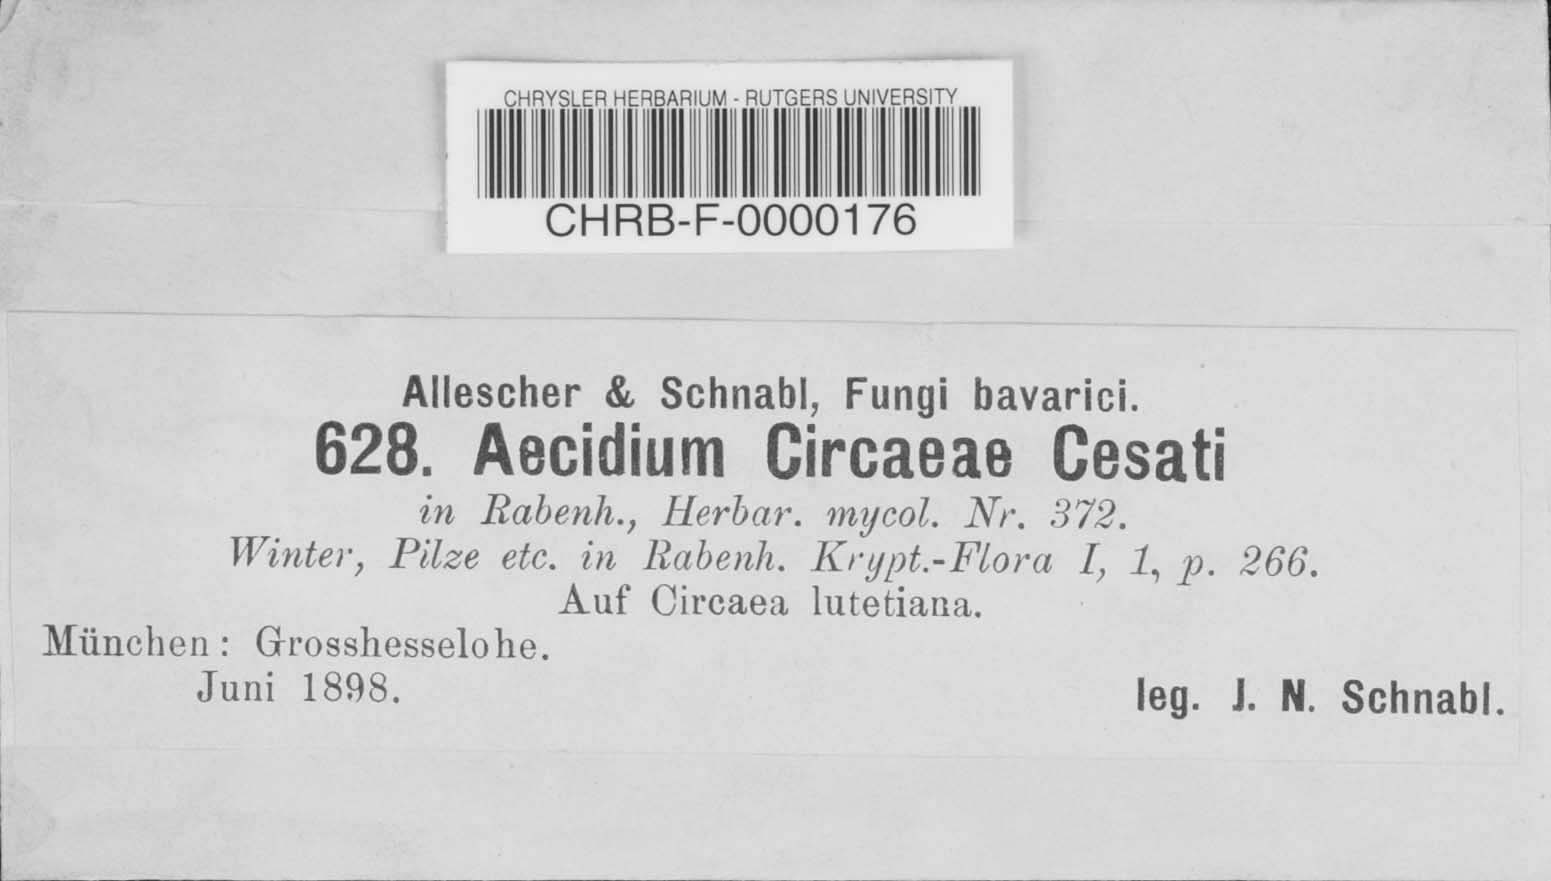 CHRYSLER HERBARIUM - RUTGERS UNIVERSITY
CHRB-F-0000176
Allescher & Schnabl, Fungi bavarici.
628. Aecidium Circaeae Cesati
in Rabenh., Herbar. mycol. Nr. 372.
Winter, Pilze etc. in Rabenh. Krypt.-Flora I, 1, p. 266.
Auf Circaea lutetiana.
München: Grosshesselohe.
Juni 1898.
leg. J. N. Schnabl.